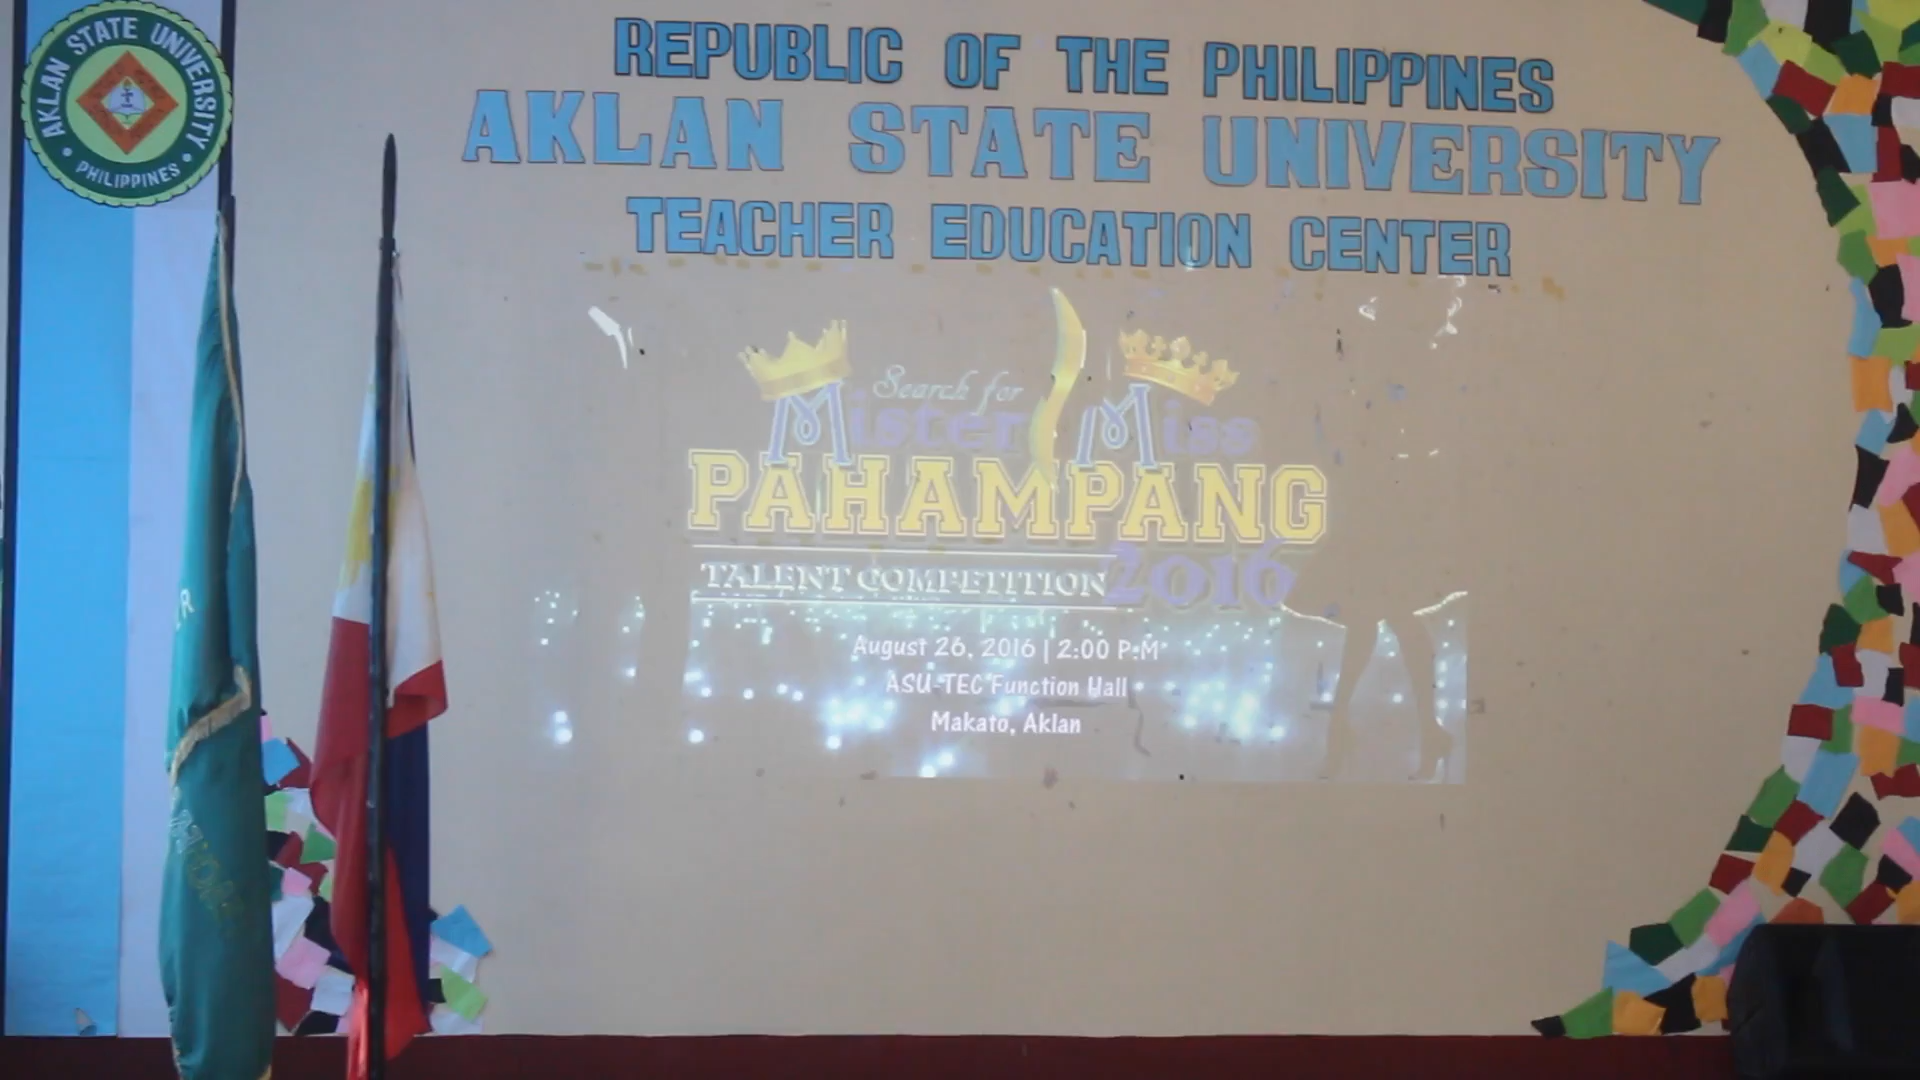 AKLAN STATE UNIVERSITY
• PHILIPPINES •
REPUBLIC OF THE PHILIPPINES
AKLAN STATE UNIVERSITY
TEACHER EDUCATION CENTER
Search for
Mister Miss
PAHAMPANG
2016
TALENT COMPETITION
August 26, 2016 | 2:00 P.M
ASU-TEC Function Hall
Makato, Aklan